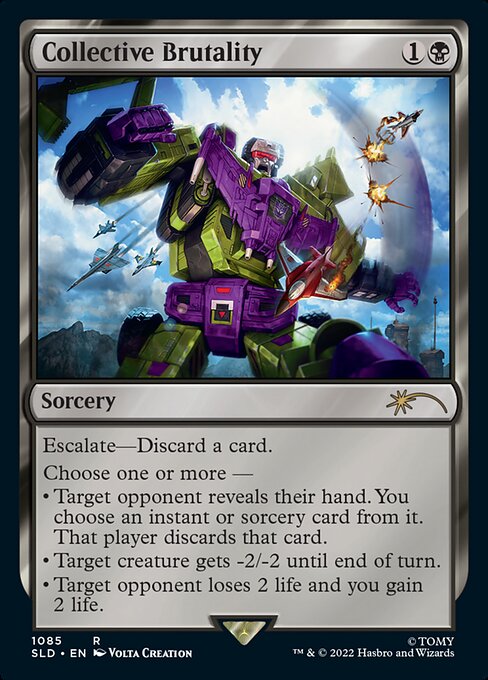 Collective Brutality 1
Sorcery
Escalate—Discard a card.
Choose one or more —
• Target opponent reveals their hand. You
choose an instant or sorcery card from it.
That player discards that card.
• Target creature gets -2/-2 until end of turn.
• Target opponent loses 2 life and you gain
2 life.
1085 R
SLD • EN Volta Creation
© TOMY
™ & © 2022 Hasbro and Wizards